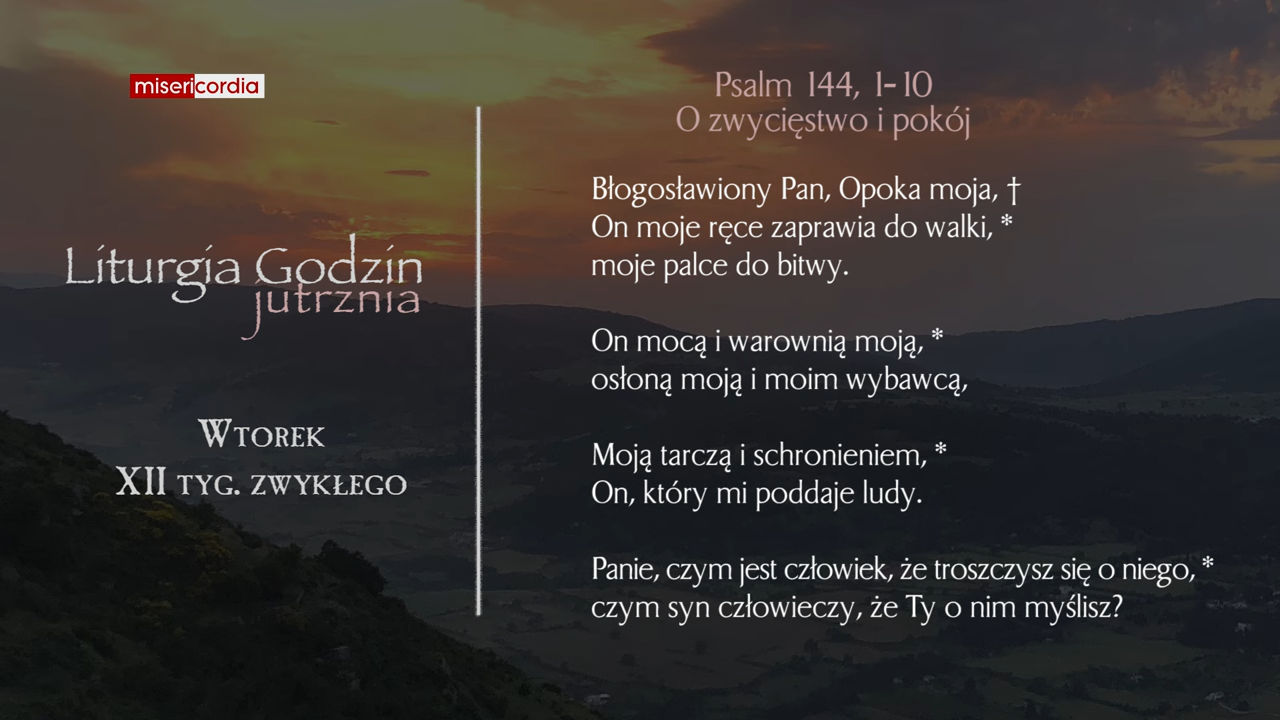 misericordia
Liturgia Godzin
jutrznia
Wtorek
XII tyg. zwykłego
Psalm 144, 1-10
O zwycięstwo i pokój
Błogosławiony Pan, Opoka moja, †
On moje ręce zaprawia do walki, *
moje palce do bitwy.
On mocą i warownią moją, *
osłoną moją i moim wybawcą,
Moją tarczą i schronieniem, *
On, który mi poddaje ludy.
Panie, czym jest człowiek, że troszczysz się o niego, *
czym syn człowieczy, że Ty o nim myślisz?